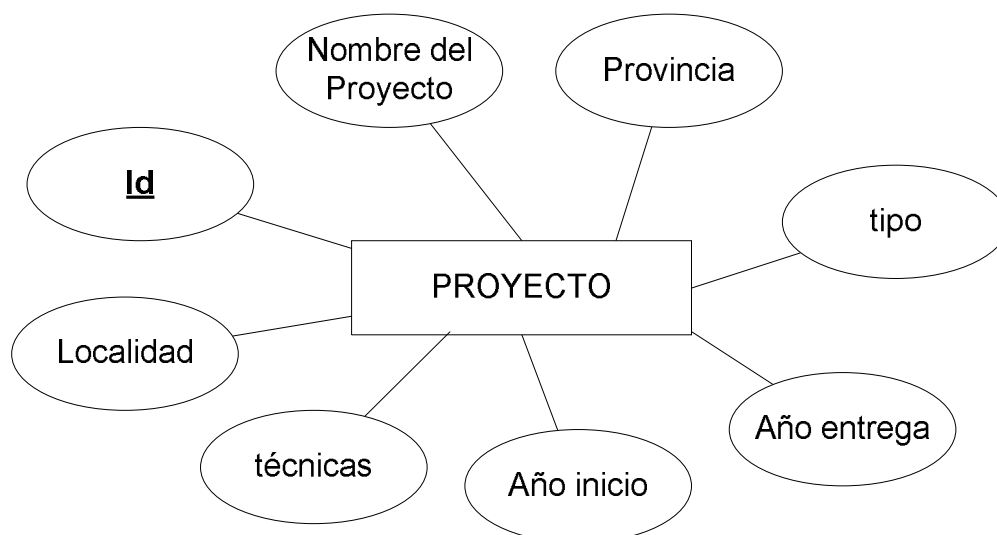 Nombre del
Proyecto
Provincia
Id
tipo
PROYECTO
Localidad
técnicas
Año inicio
Año entrega